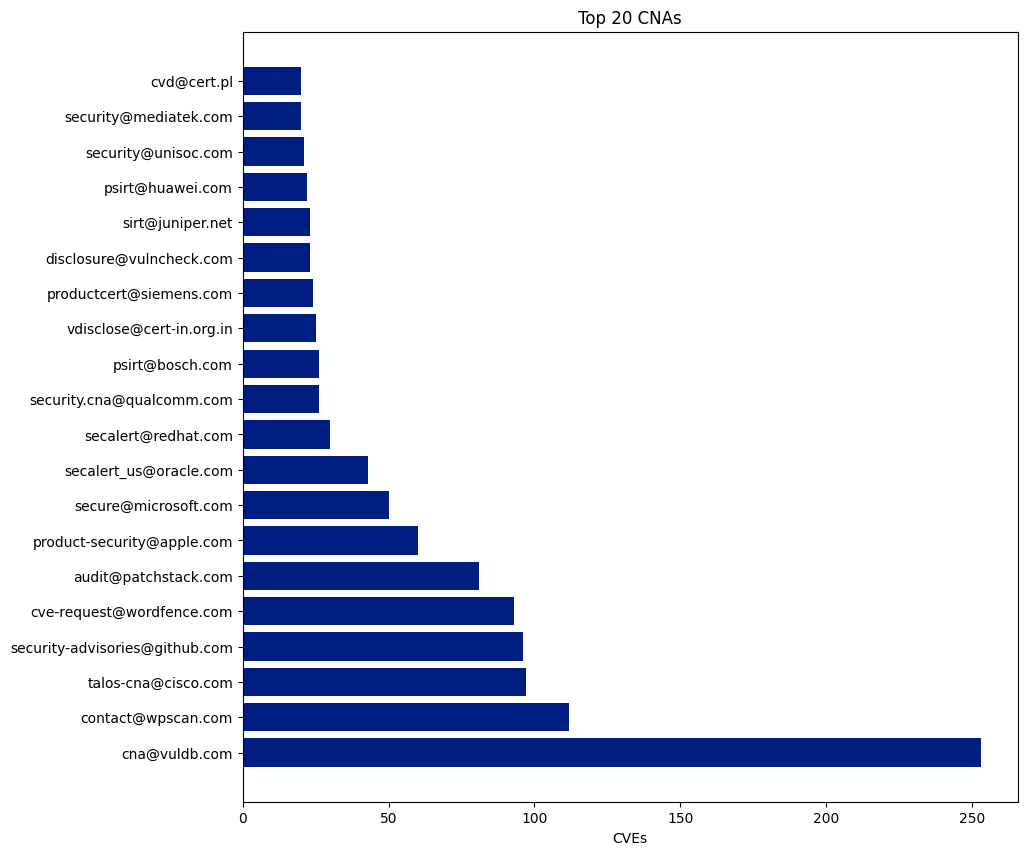 Top 20 CNAs
cvd@cert.pl
security@mediatek.com
security@unisoc.com
psirt@huawei.com
sirt@juniper.net
disclosure@vulncheck.com
productcert@siemens.com
vdisclose@cert-in.org.in
psirt@bosch.com
security.cna@qualcomm.com
secalert@redhat.com
secalert_us@oracle.com
secure@microsoft.com
product-security@apple.com
audit@patchstack.com
cve-request@wordfence.com
security-advisories@github.com
talos-cna@cisco.com
contact@wpscan.com
cna@vuldb.com
0 50 100 150 200 250
CVEs